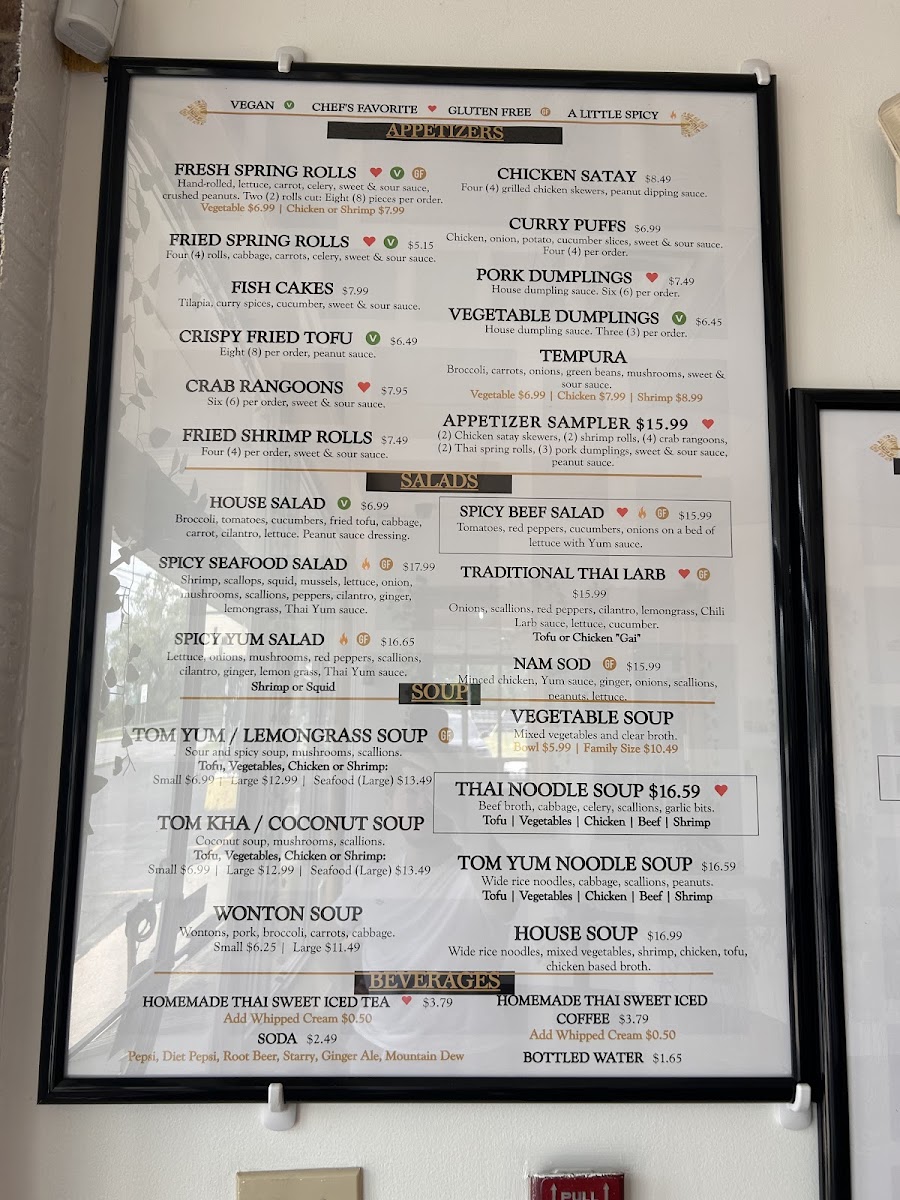 VEGAN V CHEF'S FAVORITE GLUTEN FREE GF A LITTLE SPICY
APPETIZERS
FRESH SPRING ROLLS V GF
Hand-rolled, lettuce, carrot, celery, sweet & sour sauce,
crushed peanuts. Two (2) rolls cut: Eight (8) pieces per order.
Vegetable $6.99 | Chicken or Shrimp $7.99
FRIED SPRING ROLLS V $5.15
Four (4) rolls, cabbage, carrots, celery, sweet & sour sauce.
FISH CAKES $7.99
Tilapia, curry spices, cucumber, sweet & sour sauce.
CRISPY FRIED TOFU V $6.49
Eight (8) per order, peanut sauce.
CRAB RANGOONS $7.95
Six (6) per order, sweet & sour sauce.
FRIED SHRIMP ROLLS $7.49
Four (4) per order, sweet & sour sauce.
CHICKEN SATAY $8.49
Four (4) grilled chicken skewers, peanut dipping sauce.
CURRY PUFFS $6.99
Chicken, onion, potato, cucumber slices, sweet & sour sauce.
Four (4) per order.
PORK DUMPLINGS $7.49
House dumpling sauce. Six (6) per order.
VEGETABLE DUMPLINGS V $6.45
House dumpling sauce. Three (3) per order.
TEMPURA
Broccoli, carrots, onions, green beans, mushrooms, sweet &
sour sauce.
Vegetable $6.99 | Chicken $7.99 | Shrimp $8.99
APPETIZER SAMPLER $15.99
(2) Chicken satay skewers, (2) shrimp rolls, (4) crab rangoons,
(2) Thai spring rolls, (3) pork dumplings, sweet & sour sauce,
peanut sauce.
SALADS
HOUSE SALAD V $6.99
Broccoli, tomatoes, cucumbers, fried tofu, cabbage,
carrot, cilantro, lettuce. Peanut sauce dressing.
SPICY SEAFOOD SALAD GF $17.99
Shrimp, scallops, squid, mussels, lettuce, onion,
mushrooms, scallions, peppers, cilantro, ginger,
lemongrass, Thai Yum sauce.
SPICY YUM SALAD GF $16.65
Lettuce, onions, mushrooms, red peppers, scallions,
cilantro, ginger, lemon grass, Thai Yum sauce.
Shrimp or Squid
SPICY BEEF SALAD GF $15.99
Tomatoes, red peppers, cucumbers, onions on a bed of
lettuce with Yum sauce.
TRADITIONAL THAI LARB GF
$15.99
Onions, scallions, red peppers, cilantro, lemongrass, Chili
Larb sauce, lettuce, cucumber.
Tofu or Chicken "Gai"
NAM SOD GF $15.99
Minced chicken, Yum sauce, ginger, onions, scallions,
peanuts, lettuce.
SOUP
TOM YUM / LEMONGRASS SOUP GF
Sour and spicy soup, mushrooms, scallions.
Tofu, Vegetables, Chicken or Shrimp:
Small $6.99 | Large $12.99 | Seafood (Large) $13.49
TOM KHA / COCONUT SOUP
Coconut soup, mushrooms, scallions.
Tofu, Vegetables, Chicken or Shrimp:
Small $6.99 | Large $12.99 | Seafood (Large) $13.49
WONTON SOUP
Wontons, pork, broccoli, carrots, cabbage.
Small $6.25 | Large $11.49
VEGETABLE SOUP
Mixed vegetables and clear broth.
Bowl $5.99 | Family Size $10.49
THAI NOODLE SOUP $16.59
Beef broth, cabbage, celery, scallions, garlic bits.
Tofu | Vegetables | Chicken | Beef | Shrimp
TOM YUM NOODLE SOUP $16.59
Wide rice noodles, cabbage, scallions, peanuts.
Tofu | Vegetables | Chicken | Beef | Shrimp
HOUSE SOUP $16.99
Wide rice noodles, mixed vegetables, shrimp, chicken, tofu,
chicken based broth.
BEVERAGES
HOMEMADE THAI SWEET ICED TEA $3.79
Add Whipped Cream $0.50
SODA $2.49
Pepsi, Diet Pepsi, Root Beer, Starry, Ginger Ale, Mountain Dew
HOMEMADE THAI SWEET ICED
COFFEE $3.79
Add Whipped Cream $0.50
BOTTLED WATER $1.65
PULL